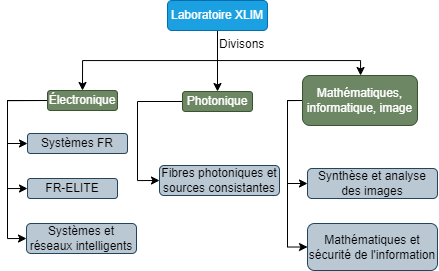 Laboratoire XLIM
Divisons
Électronique
Photonique
Mathématiques,
informatique, image
Systèmes FR
FR-ELITE
Systèmes et
réseaux intelligents
Fibres photoniques et
sources consistantes
Synthèse et analyse
des images
Mathématiques et
sécurité de l'information